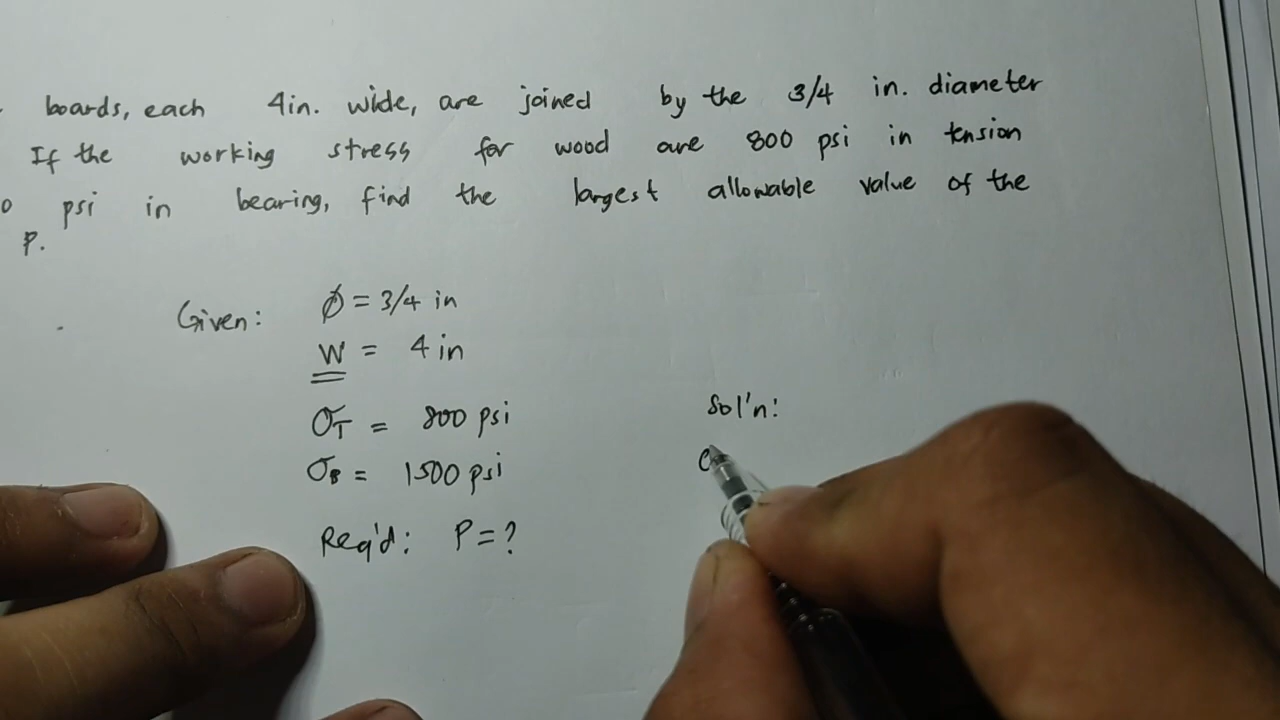 boards, each 4in. wide, are joined by the 3/4 in. diameter
If the working stress for wood are 800 psi in tension
0 psi in bearing, find the largest allowable value of the
P.
Given: Ø = 3/4 in
W = 4 in
σT = 800 psi
σB = 1500 psi
Req'd: P = ?
Sol'n: